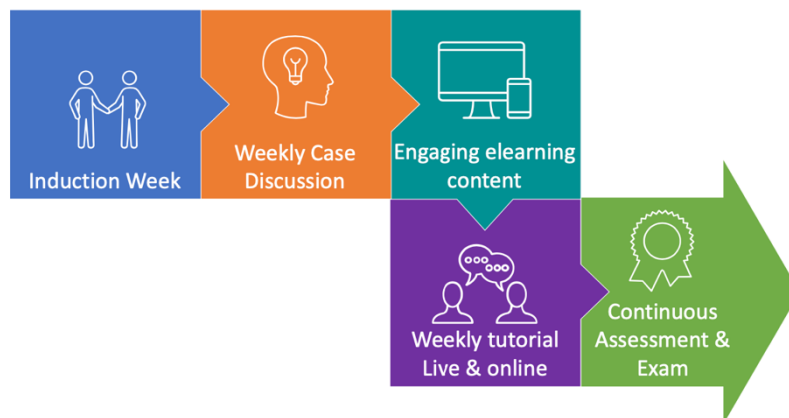 Induction Week
Weekly Case
Discussion
Engaging elearning
content
Weekly tutorial
Live & online
Continuous
Assessment &
Exam